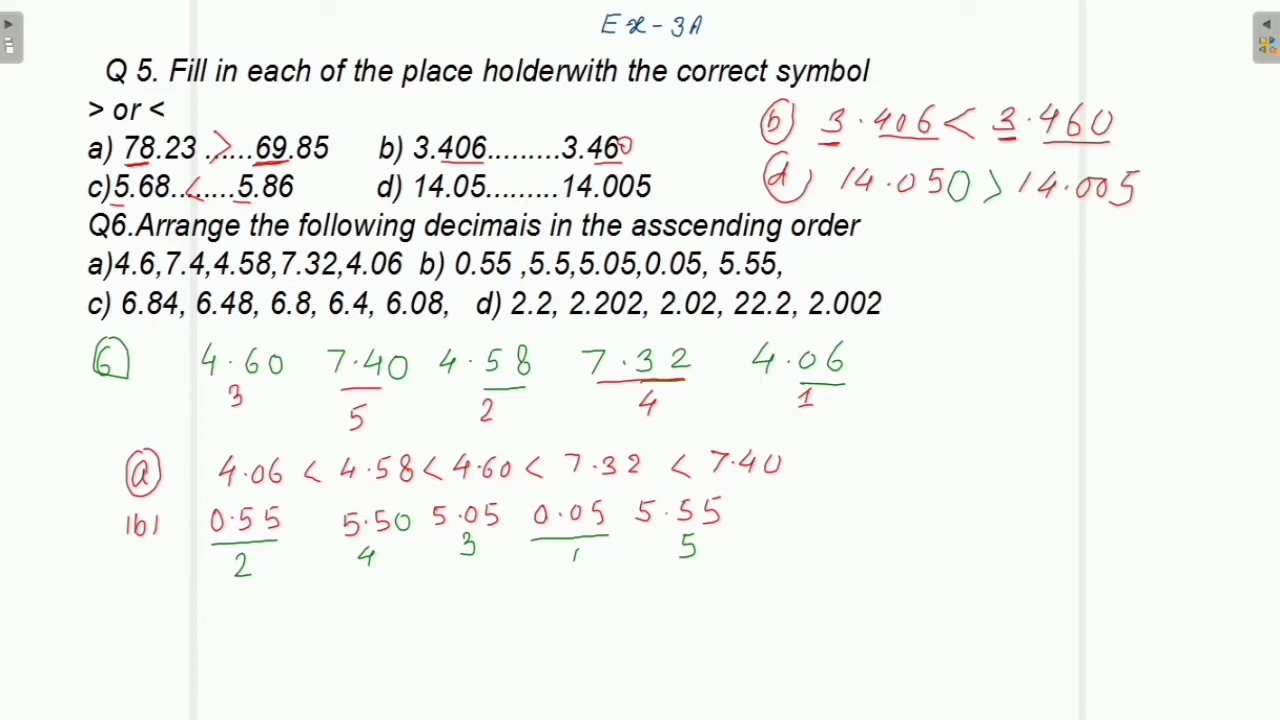 Ex - 3A
Q 5. Fill in each of the place holderwith the correct symbol
> or <
a) 78.23 ...>...69.85 b) 3.406.........3.460
c)5.68...<....5.86 d) 14.05.........14.005
(b) 3.406 < 3.460
(d) 14.050 > 14.005
Q6.Arrange the following decimais in the asscending order
a)4.6,7.4,4.58,7.32,4.06 b) 0.55 ,5.5,5.05,0.05, 5.55,
c) 6.84, 6.48, 6.8, 6.4, 6.08, d) 2.2, 2.202, 2.02, 22.2, 2.002
6 4.60 7.40 4.58 7.32 4.06
3 5 2 4 1
(a) 4.06 < 4.58 < 4.60 < 7.32 < 7.40
(b) 0.55 5.50 5.05 0.05 5.55
2 4 3 1 5